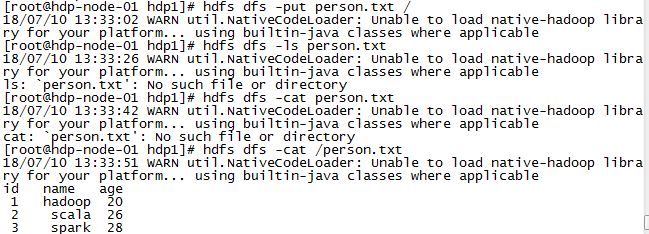 [root@hdp-node-01 hdp1]# hdfs dfs -put person.txt /
18/07/10 13:33:02 WARN util.NativeCodeLoader: Unable to load native-hadoop libra
ry for your platform... using builtin-java classes where applicable
[root@hdp-node-01 hdp1]# hdfs dfs -ls person.txt
18/07/10 13:33:26 WARN util.NativeCodeLoader: Unable to load native-hadoop libra
ry for your platform... using builtin-java classes where applicable
ls: `person.txt': No such file or directory
[root@hdp-node-01 hdp1]# hdfs dfs -cat person.txt
18/07/10 13:33:42 WARN util.NativeCodeLoader: Unable to load native-hadoop libra
ry for your platform... using builtin-java classes where applicable
cat: `person.txt': No such file or directory
[root@hdp-node-01 hdp1]# hdfs dfs -cat /person.txt
18/07/10 13:33:51 WARN util.NativeCodeLoader: Unable to load native-hadoop libra
ry for your platform... using builtin-java classes where applicable
id   name   age
1   hadoop  20
2    scala  26
3    spark  28